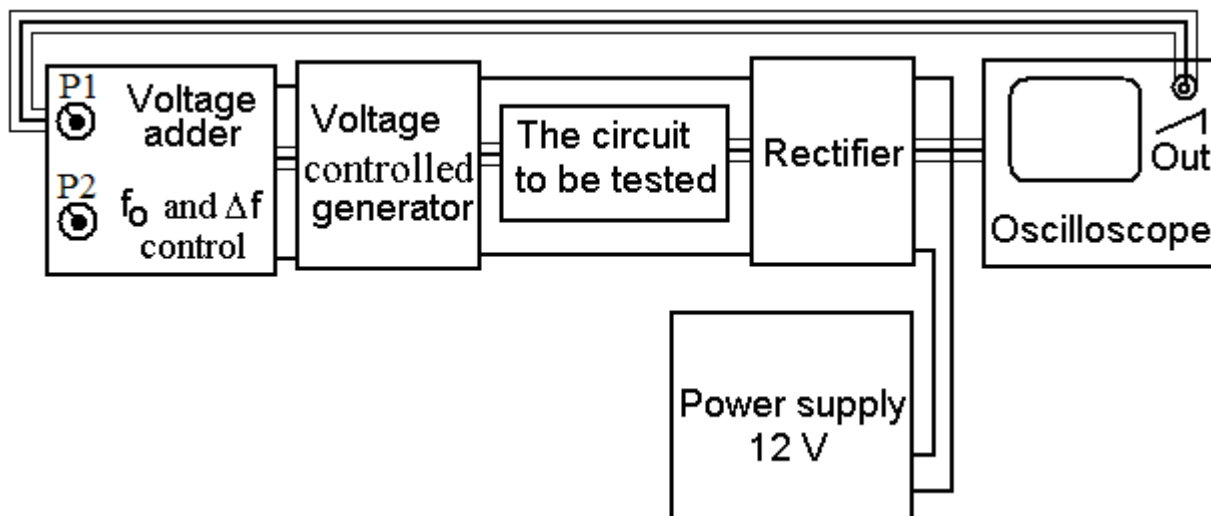 P1
Voltage
adder
P2
fo and Δf
control
Voltage
controlled
generator
The circuit
to be tested
Rectifier
Out
Oscilloscope
Power supply
12 V